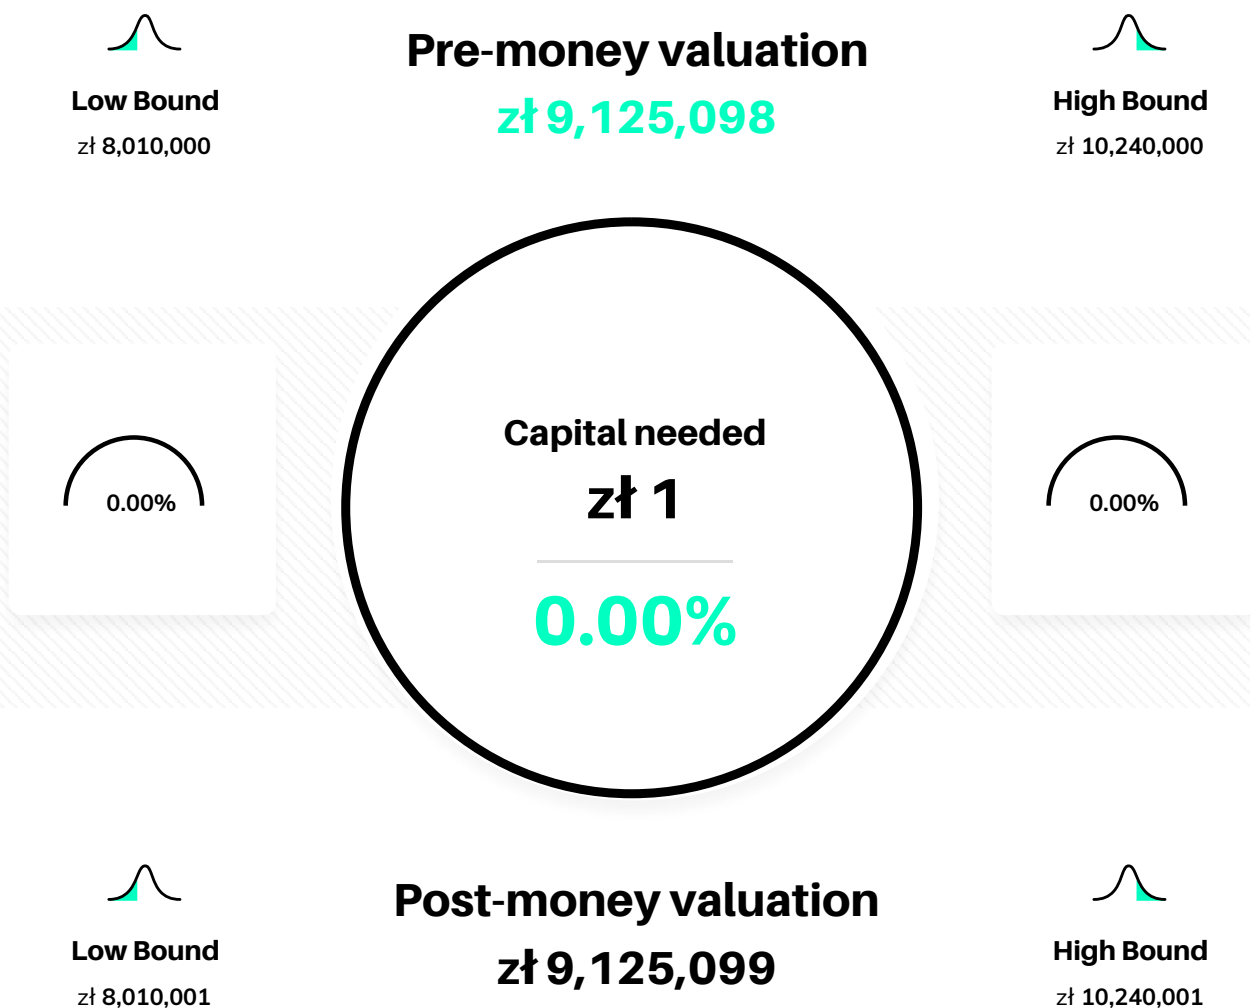 Pre-money valuation
zł 9,125,098
Low Bound
zł 8,010,000
High Bound
zł 10,240,000
Capital needed
zł 1
0.00%
0.00%
0.00%
Post-money valuation
zł 9,125,099
Low Bound
zł 8,010,001
High Bound
zł 10,240,001